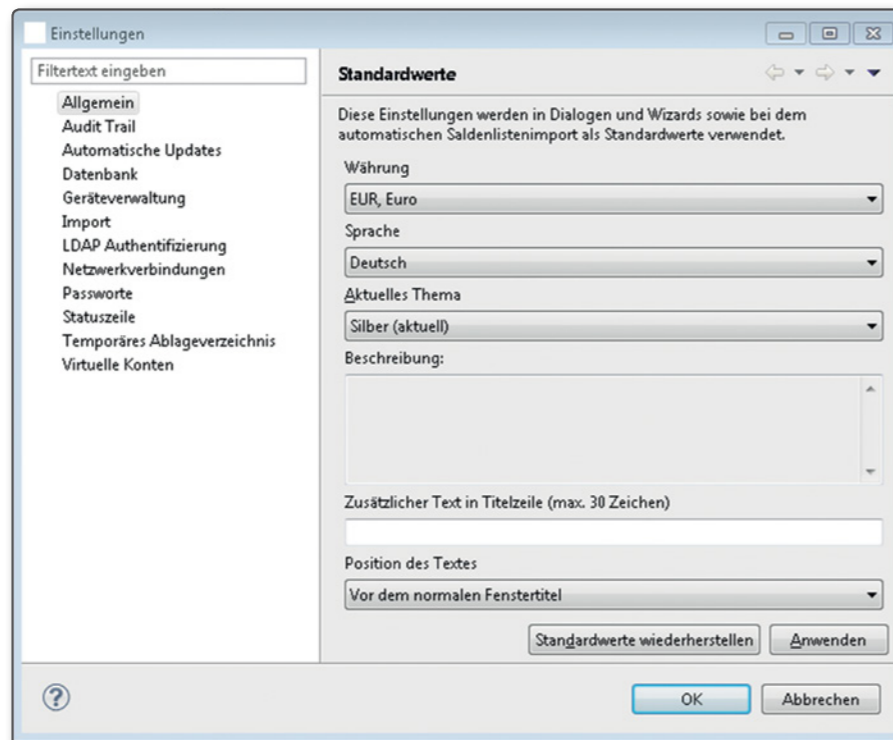 Einstellungen
Filtertext eingeben
Allgemein
Audit Trail
Automatische Updates
Datenbank
Geräteverwaltung
Import
LDAP Authentifizierung
Netzwerkverbindungen
Passworte
Statuszeile
Temporäres Ablageverzeichnis
Virtuelle Konten
Standardwerte
Diese Einstellungen werden in Dialogen und Wizards sowie bei dem
automatischen Saldenlistenimport als Standardwerte verwendet.
Währung
EUR, Euro
Sprache
Deutsch
Aktuelles Thema
Silber (aktuell)
Beschreibung:
Zusätzlicher Text in Titelzeile (max. 30 Zeichen)
Position des Textes
Vor dem normalen Fenstertitel
Standardwerte wiederherstellen
Anwenden
?
OK
Abbrechen